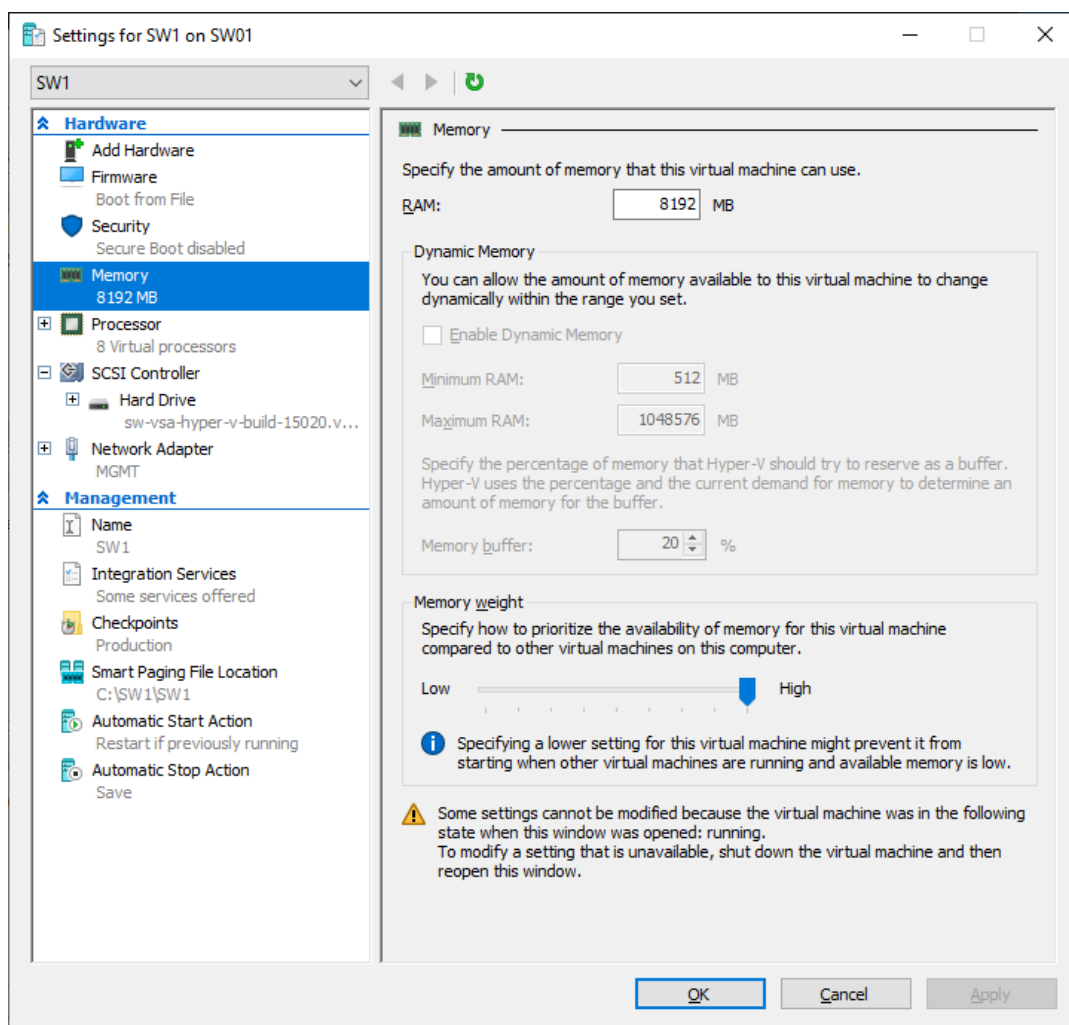 Settings for SW1 on SW01
SW1
Hardware
Add Hardware
Firmware
Boot from File
Security
Secure Boot disabled
Memory
8192 MB
Processor
8 Virtual processors
SCSI Controller
Hard Drive
sw-vsa-hyper-v-build-15020.v...
Network Adapter
MGMT
Management
Name
SW1
Integration Services
Some services offered
Checkpoints
Production
Smart Paging File Location
C:\SW1\SW1
Automatic Start Action
Restart if previously running
Automatic Stop Action
Save
Memory
Specify the amount of memory that this virtual machine can use.
RAM: 8192 MB
Dynamic Memory
You can allow the amount of memory available to this virtual machine to change
dynamically within the range you set.
Enable Dynamic Memory
Minimum RAM: 512 MB
Maximum RAM: 1048576 MB
Specify the percentage of memory that Hyper-V should try to reserve as a buffer.
Hyper-V uses the percentage and the current demand for memory to determine an
amount of memory for the buffer.
Memory buffer: 20 %
Memory weight
Specify how to prioritize the availability of memory for this virtual machine
compared to other virtual machines on this computer.
Low High
Specifying a lower setting for this virtual machine might prevent it from
starting when other virtual machines are running and available memory is low.
Some settings cannot be modified because the virtual machine was in the following
state when this window was opened: running.
To modify a setting that is unavailable, shut down the virtual machine and then
reopen this window.
OK Cancel Apply